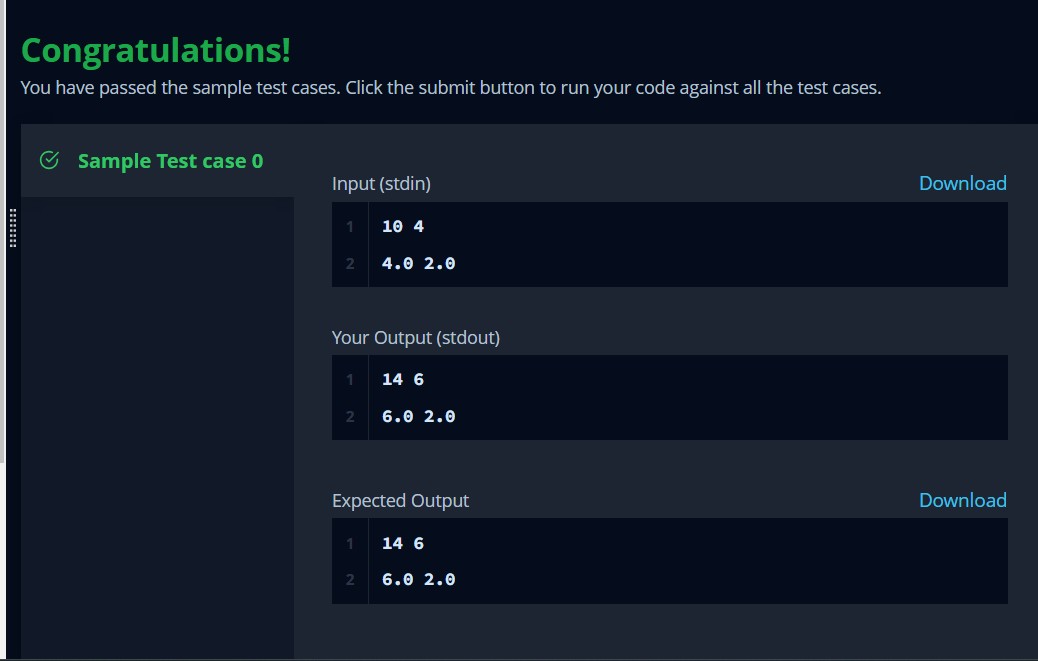 Congratulations!
You have passed the sample test cases. Click the submit button to run your code against all the test cases.
Sample Test case 0
Input (stdin) Download
1 10 4
2 4.0 2.0
Your Output (stdout)
1 14 6
2 6.0 2.0
Expected Output Download
1 14 6
2 6.0 2.0